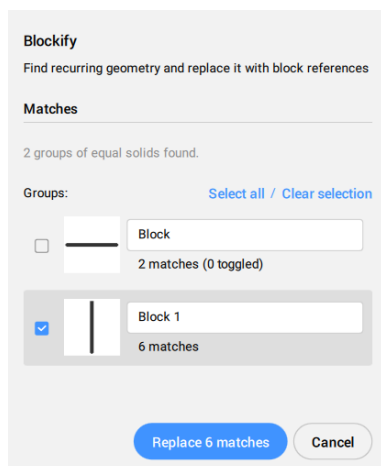 Blockify
Find recurring geometry and replace it with block references
Matches
2 groups of equal solids found.
Groups: Select all / Clear selection
Block
2 matches (0 toggled)
Block 1
6 matches
Replace 6 matches Cancel